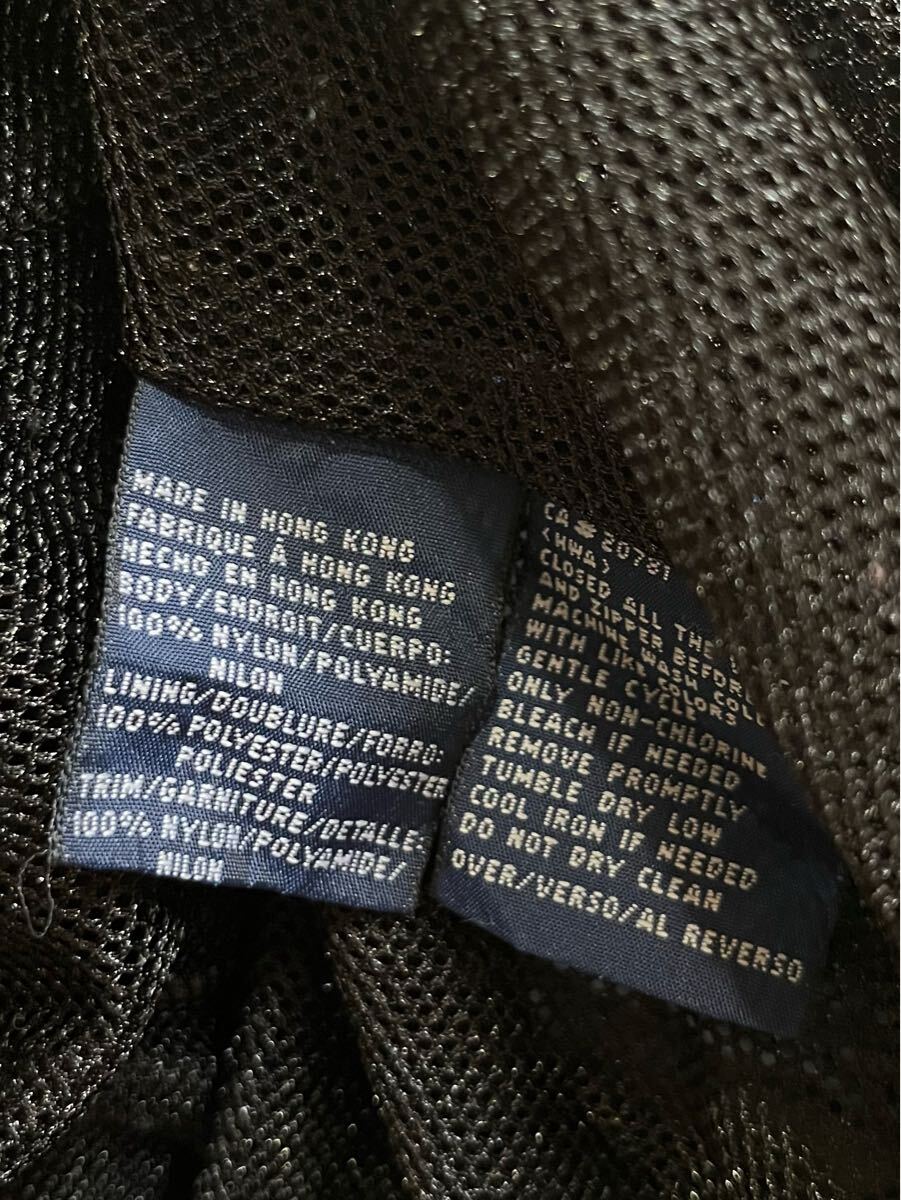 MADE IN HONG KONG
FABRIQUE À HONG KONG
HECHO EN HONG KONG
BODY/ENDROIT/CUERPO:
100% NYLON/POLYAMIDE/
NILON
LINING/DOUBLURE/FORRO:
100% POLYESTER/POLYESTER
POLIESTER
TRIM/GARNITURE/DETALLE:
100% NYLON/POLYAMIDE/
NILON
CA 20781
(HWA)
CLOSED ALL THE
AND ZIPPER BEFORE
MACHINE WASH COLD
WITH LIKE COLORS
GENTLE CYCLE
ONLY NON-CHLORINE
BLEACH IF NEEDED
REMOVE PROMPTLY
TUMBLE DRY LOW
COOL IRON IF NEEDED
DO NOT DRY CLEAN
OVER/VERSO/AL REVERSO